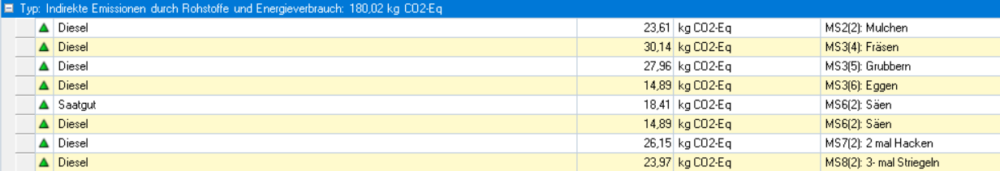 Typ: Indirekte Emissionen durch Rohstoffe und Energieverbrauch: 180,02 kg CO2-Eq
Diesel 23,61 kg CO2-Eq MS2(2): Mulchen
Diesel 30,14 kg CO2-Eq MS3(4): Fräsen
Diesel 27,96 kg CO2-Eq MS3(5): Grubbern
Diesel 14,89 kg CO2-Eq MS3(6): Eggen
Saatgut 18,41 kg CO2-Eq MS6(2): Säen
Diesel 14,89 kg CO2-Eq MS6(2): Säen
Diesel 26,15 kg CO2-Eq MS7(2): 2 mal Hacken
Diesel 23,97 kg CO2-Eq MS8(2): 3- mal Striegeln